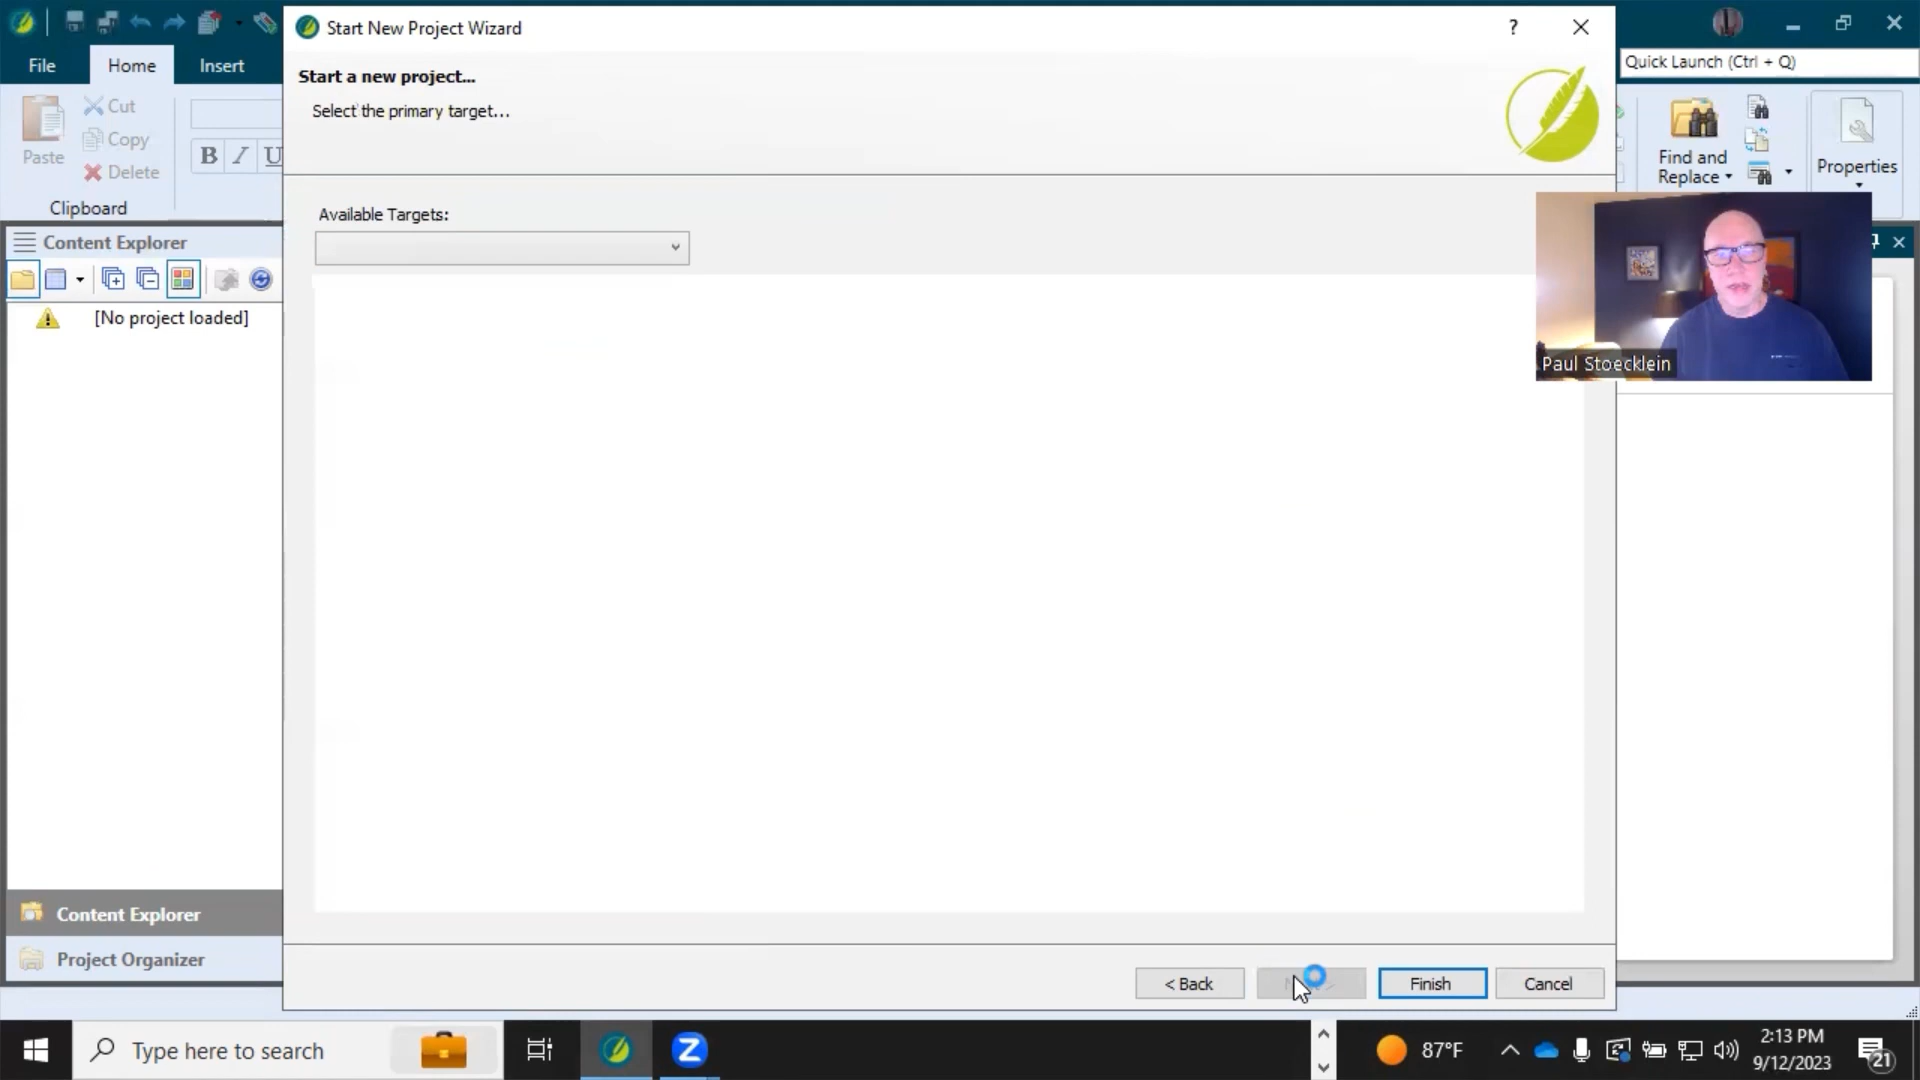 Start New Project Wizard
?
File
Home
Insert
Quick Launch (Ctrl + Q)
Start a new project...
Select the primary target...
Paste
Cut
Copy
Delete
B I U
Clipboard
Find and
Replace
Properties
Content Explorer
[No project loaded]
Available Targets:
Paul Stoecklein
Content Explorer
Project Organizer
< Back
Finish
Cancel
Type here to search
Z
87°F
2:13 PM
9/12/2023
21